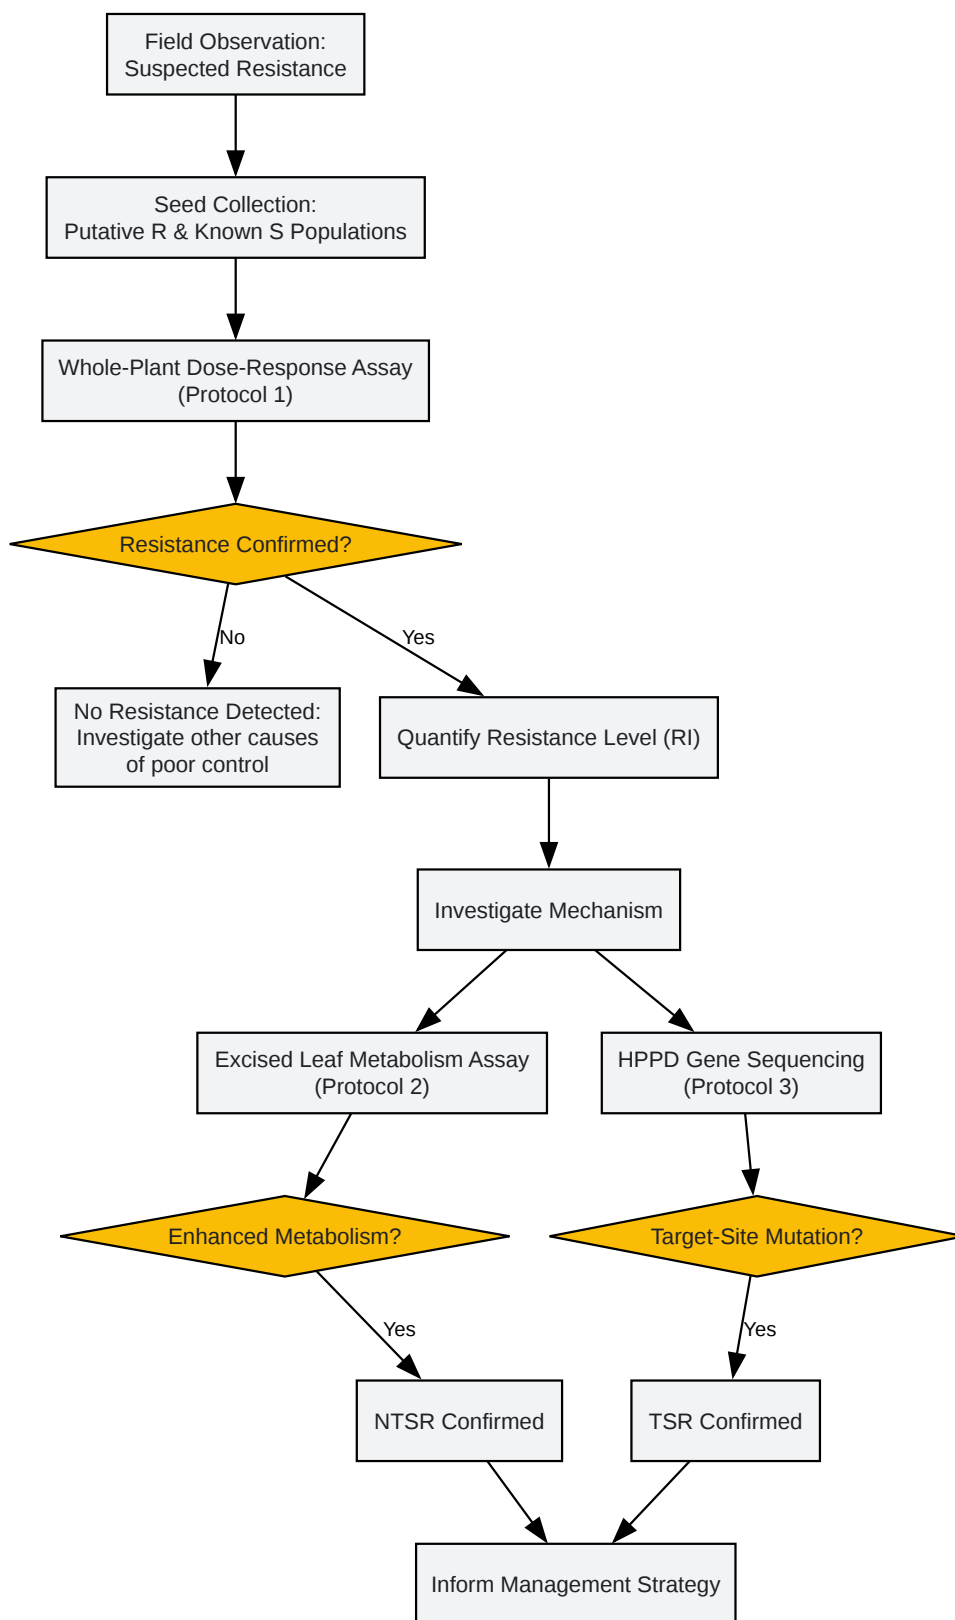 Field Observation:
Suspected Resistance
Seed Collection:
Putative R & Known S Populations
Whole-Plant Dose-Response Assay
(Protocol 1)
Resistance Confirmed?
No
Yes
No Resistance Detected:
Investigate other causes
of poor control
Quantify Resistance Level (RI)
Investigate Mechanism
Excised Leaf Metabolism Assay
(Protocol 2)
HPPD Gene Sequencing
(Protocol 3)
Enhanced Metabolism?
Target-Site Mutation?
Yes
Yes
NTSR Confirmed
TSR Confirmed
Inform Management Strategy